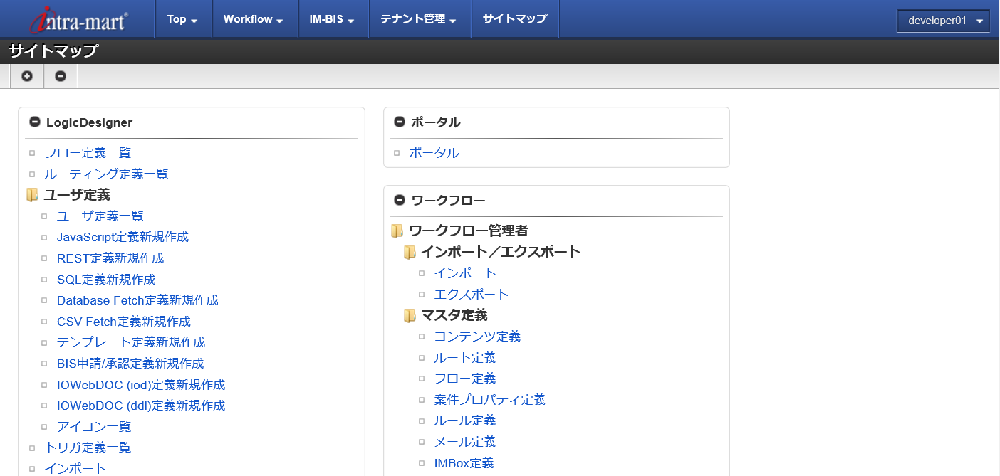 intra-mart® Top Workflow IM-BIS テナント管理 サイトマップ developer01
サイトマップ
LogicDesigner
フロー定義一覧
ルーティング定義一覧
ユーザ定義
ユーザ定義一覧
JavaScript定義新規作成
REST定義新規作成
SQL定義新規作成
Database Fetch定義新規作成
CSV Fetch定義新規作成
テンプレート定義新規作成
BIS申請/承認定義新規作成
IOWebDOC (iod)定義新規作成
IOWebDOC (ddl)定義新規作成
アイコン一覧
トリガ定義一覧
インポート
ポータル
ポータル
ワークフロー
ワークフロー管理者
インポート／エクスポート
インポート
エクスポート
マスタ定義
コンテンツ定義
ルート定義
フロー定義
案件プロパティ定義
ルール定義
メール定義
IMBox定義